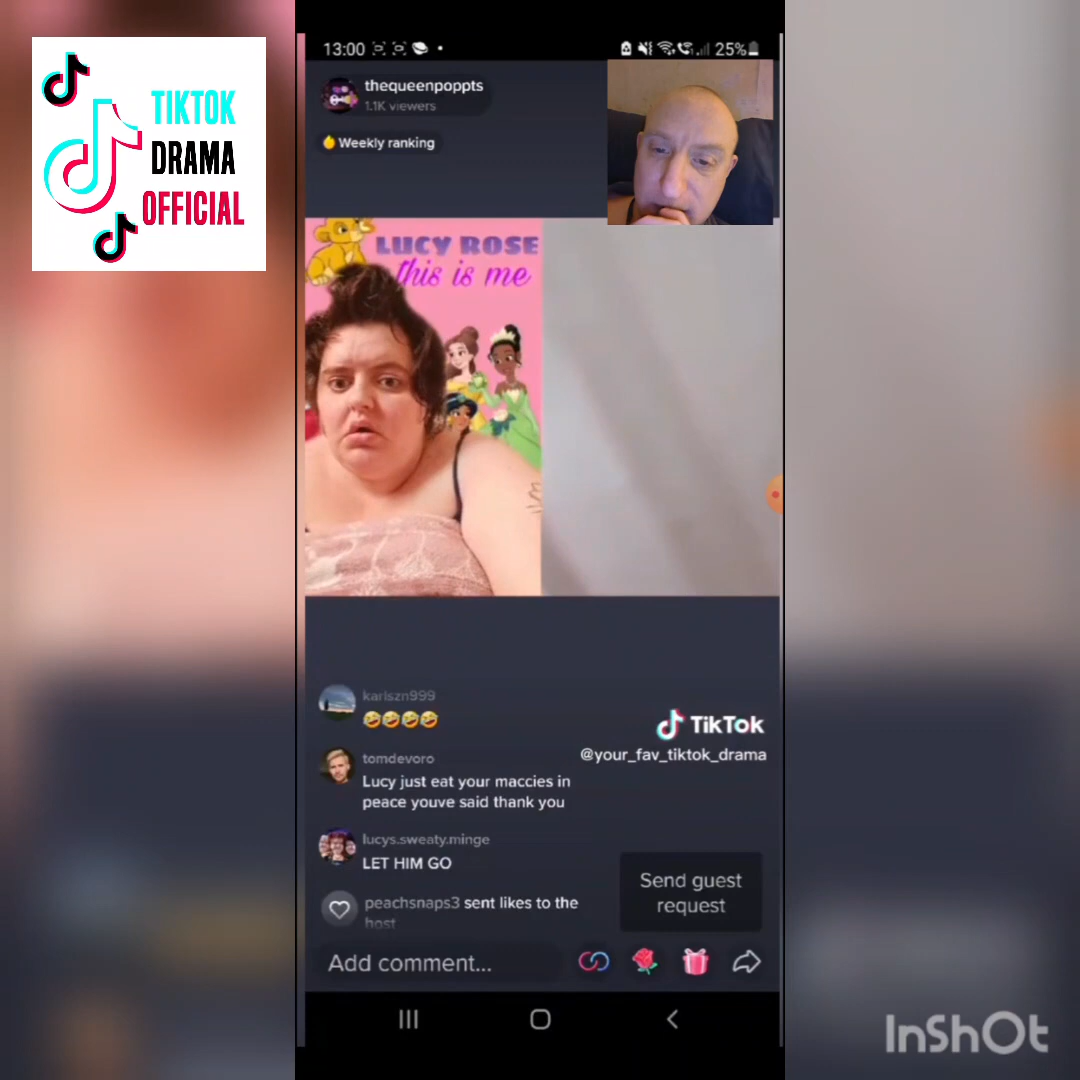 TIKTOK
DRAMA
OFFICIAL
13:00
25%
thequeenpoppts
1.1K viewers
Weekly ranking
LUCY ROSE
this is me
karlszn999
🤣🤣🤣🤣
TikTok
@your_fav_tiktok_drama
tomdevoro
Lucy just eat your maccies in
peace youve said thank you
lucys.sweaty.minge
LET HIM GO
peachsnaps3 sent likes to the
host
Send guest
request
Add comment...
InShOt